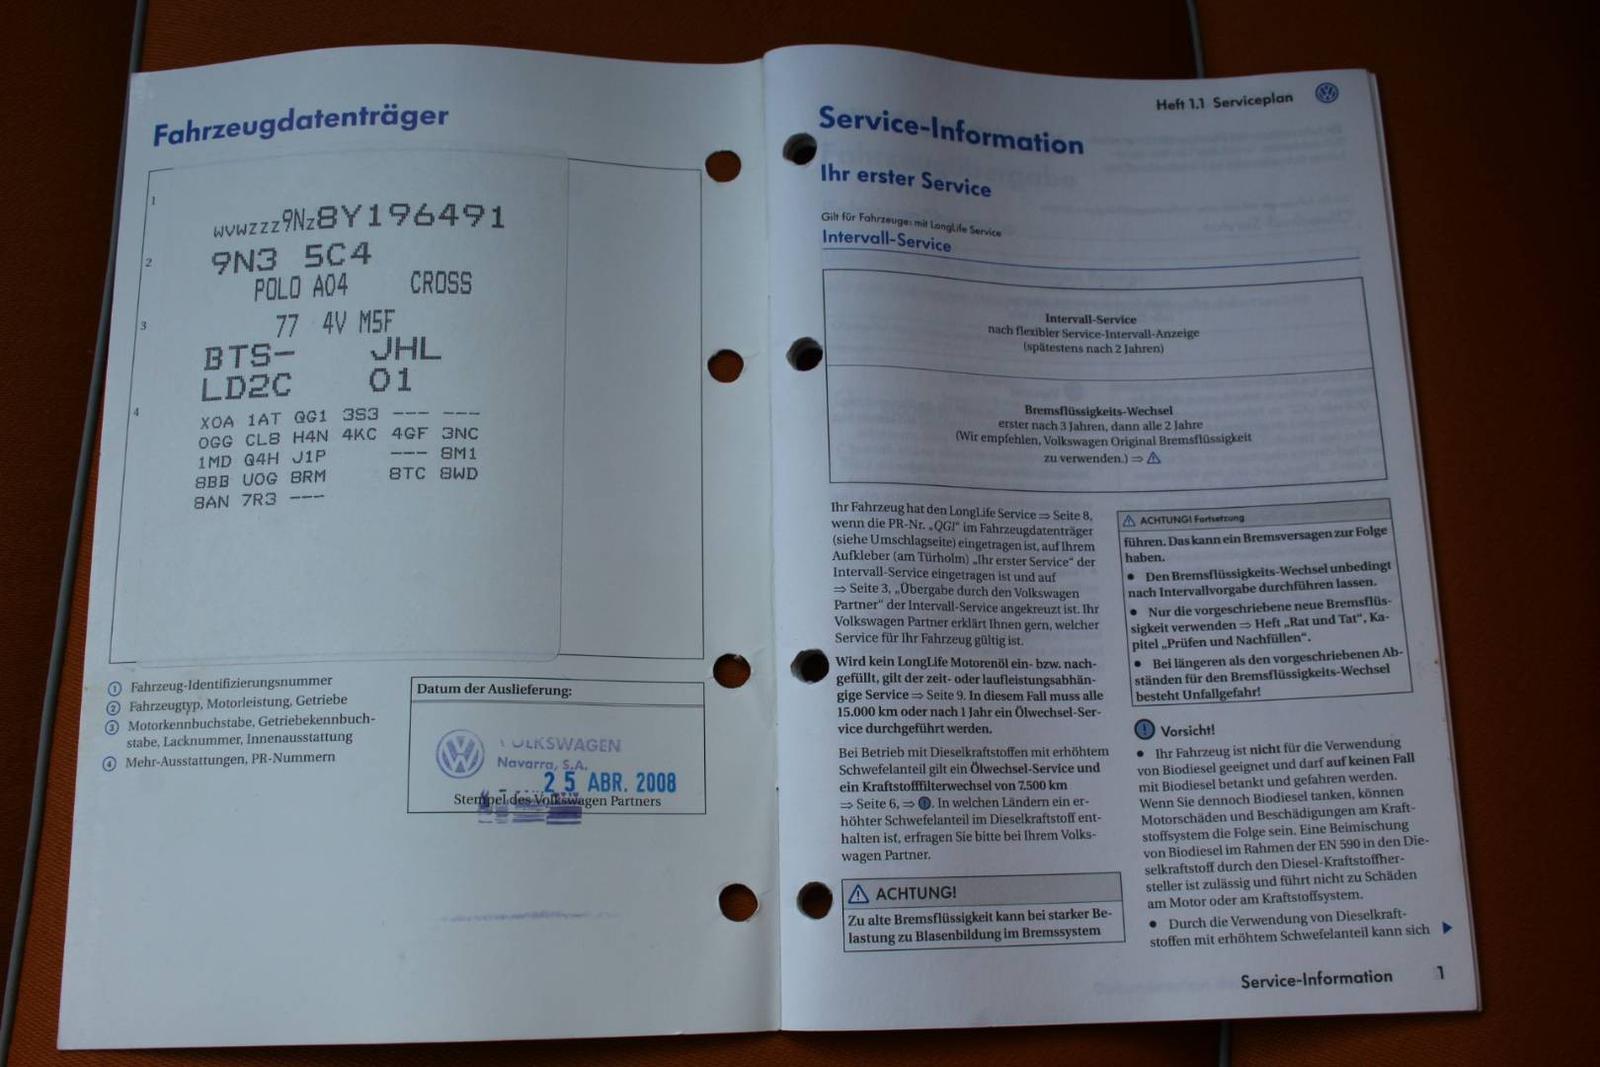 Fahrzeugdatenträger
1
WVWZZZ9NZ8Y196491
2
9N3 5C4
POLO A04 CROSS
3
77 4V M5F
BTS- JHL
LD2C 01
4
X0A 1AT QG1 3S3 --- ---
0GG CL8 H4N 4KC 4GF 3NC
1MD Q4H J1P --- 8M1
8BB U0G 8RM 8TC 8WD
8AN 7R3 ---
1 Fahrzeug-Identifizierungsnummer
2 Fahrzeugtyp, Motorleistung, Getriebe
3 Motorkennbuchstabe, Getriebekennbuch-
stabe, Lacknummer, Innenausstattung
4 Mehr-Ausstattungen, PR-Nummern
Datum der Auslieferung:
VOLKSWAGEN
Navarra, S.A.
25 ABR. 2008
Stempel des Volkswagen Partners
Heft 1.1 Serviceplan
Service-Information
Ihr erster Service
Gilt für Fahrzeuge: mit LongLife Service
Intervall-Service
Intervall-Service
nach flexibler Service-Intervall-Anzeige
(spätestens nach 2 Jahren)
Bremsflüssigkeits-Wechsel
erster nach 3 Jahren, dann alle 2 Jahre
(Wir empfehlen, Volkswagen Original Bremsflüssigkeit
zu verwenden.) ⇒ ⚠
Ihr Fahrzeug hat den LongLife Service ⇒ Seite 8,
wenn die PR-Nr. „QG1" im Fahrzeugdatenträger
(siehe Umschlagseite) eingetragen ist, auf Ihrem
Aufkleber (am Türholm) „Ihr erster Service" der
Intervall-Service eingetragen ist und auf
⇒ Seite 3, „Übergabe durch den Volkswagen
Partner" der Intervall-Service angekreuzt ist. Ihr
Volkswagen Partner erklärt Ihnen gern, welcher
Service für Ihr Fahrzeug gültig ist.
Wird kein LongLife Motorenöl ein- bzw. nach-
gefüllt, gilt der zeit- oder laufleistungsabhän-
gige Service ⇒ Seite 9. In diesem Fall muss alle
15.000 km oder nach 1 Jahr ein Ölwechsel-Ser-
vice durchgeführt werden.
Bei Betrieb mit Dieselkraftstoffen mit erhöhtem
Schwefelanteil gilt ein Ölwechsel-Service und
ein Kraftstofffilterwechsel von 7.500 km
⇒ Seite 6, ⇒ ⓘ. In welchen Ländern ein er-
höhter Schwefelanteil im Dieselkraftstoff ent-
halten ist, erfragen Sie bitte bei Ihrem Volks-
wagen Partner.
⚠ ACHTUNG!
Zu alte Bremsflüssigkeit kann bei starker Be-
lastung zu Blasenbildung im Bremssystem
⚠ ACHTUNG! Fortsetzung
führen. Das kann ein Bremsversagen zur Folge
haben.
• Den Bremsflüssigkeits-Wechsel unbedingt
nach Intervallvorgabe durchführen lassen.
• Nur die vorgeschriebene neue Bremsflüs-
sigkeit verwenden ⇒ Heft „Rat und Tat", Ka-
pitel „Prüfen und Nachfüllen".
• Bei längeren als den vorgeschriebenen Ab-
ständen für den Bremsflüssigkeits-Wechsel
besteht Unfallgefahr!
Vorsicht!
• Ihr Fahrzeug ist nicht für die Verwendung
von Biodiesel geeignet und darf auf keinen Fall
mit Biodiesel betankt und gefahren werden.
Wenn Sie dennoch Biodiesel tanken, können
Motorschäden und Beschädigungen am Kraft-
stoffsystem die Folge sein. Eine Beimischung
von Biodiesel im Rahmen der EN 590 in den Die-
selkraftstoff durch den Diesel-Kraftstoffher-
steller ist zulässig und führt nicht zu Schäden
am Motor oder am Kraftstoffsystem.
• Durch die Verwendung von Dieselkraft-
stoffen mit erhöhtem Schwefelanteil kann sich ▶
Service-Information 1